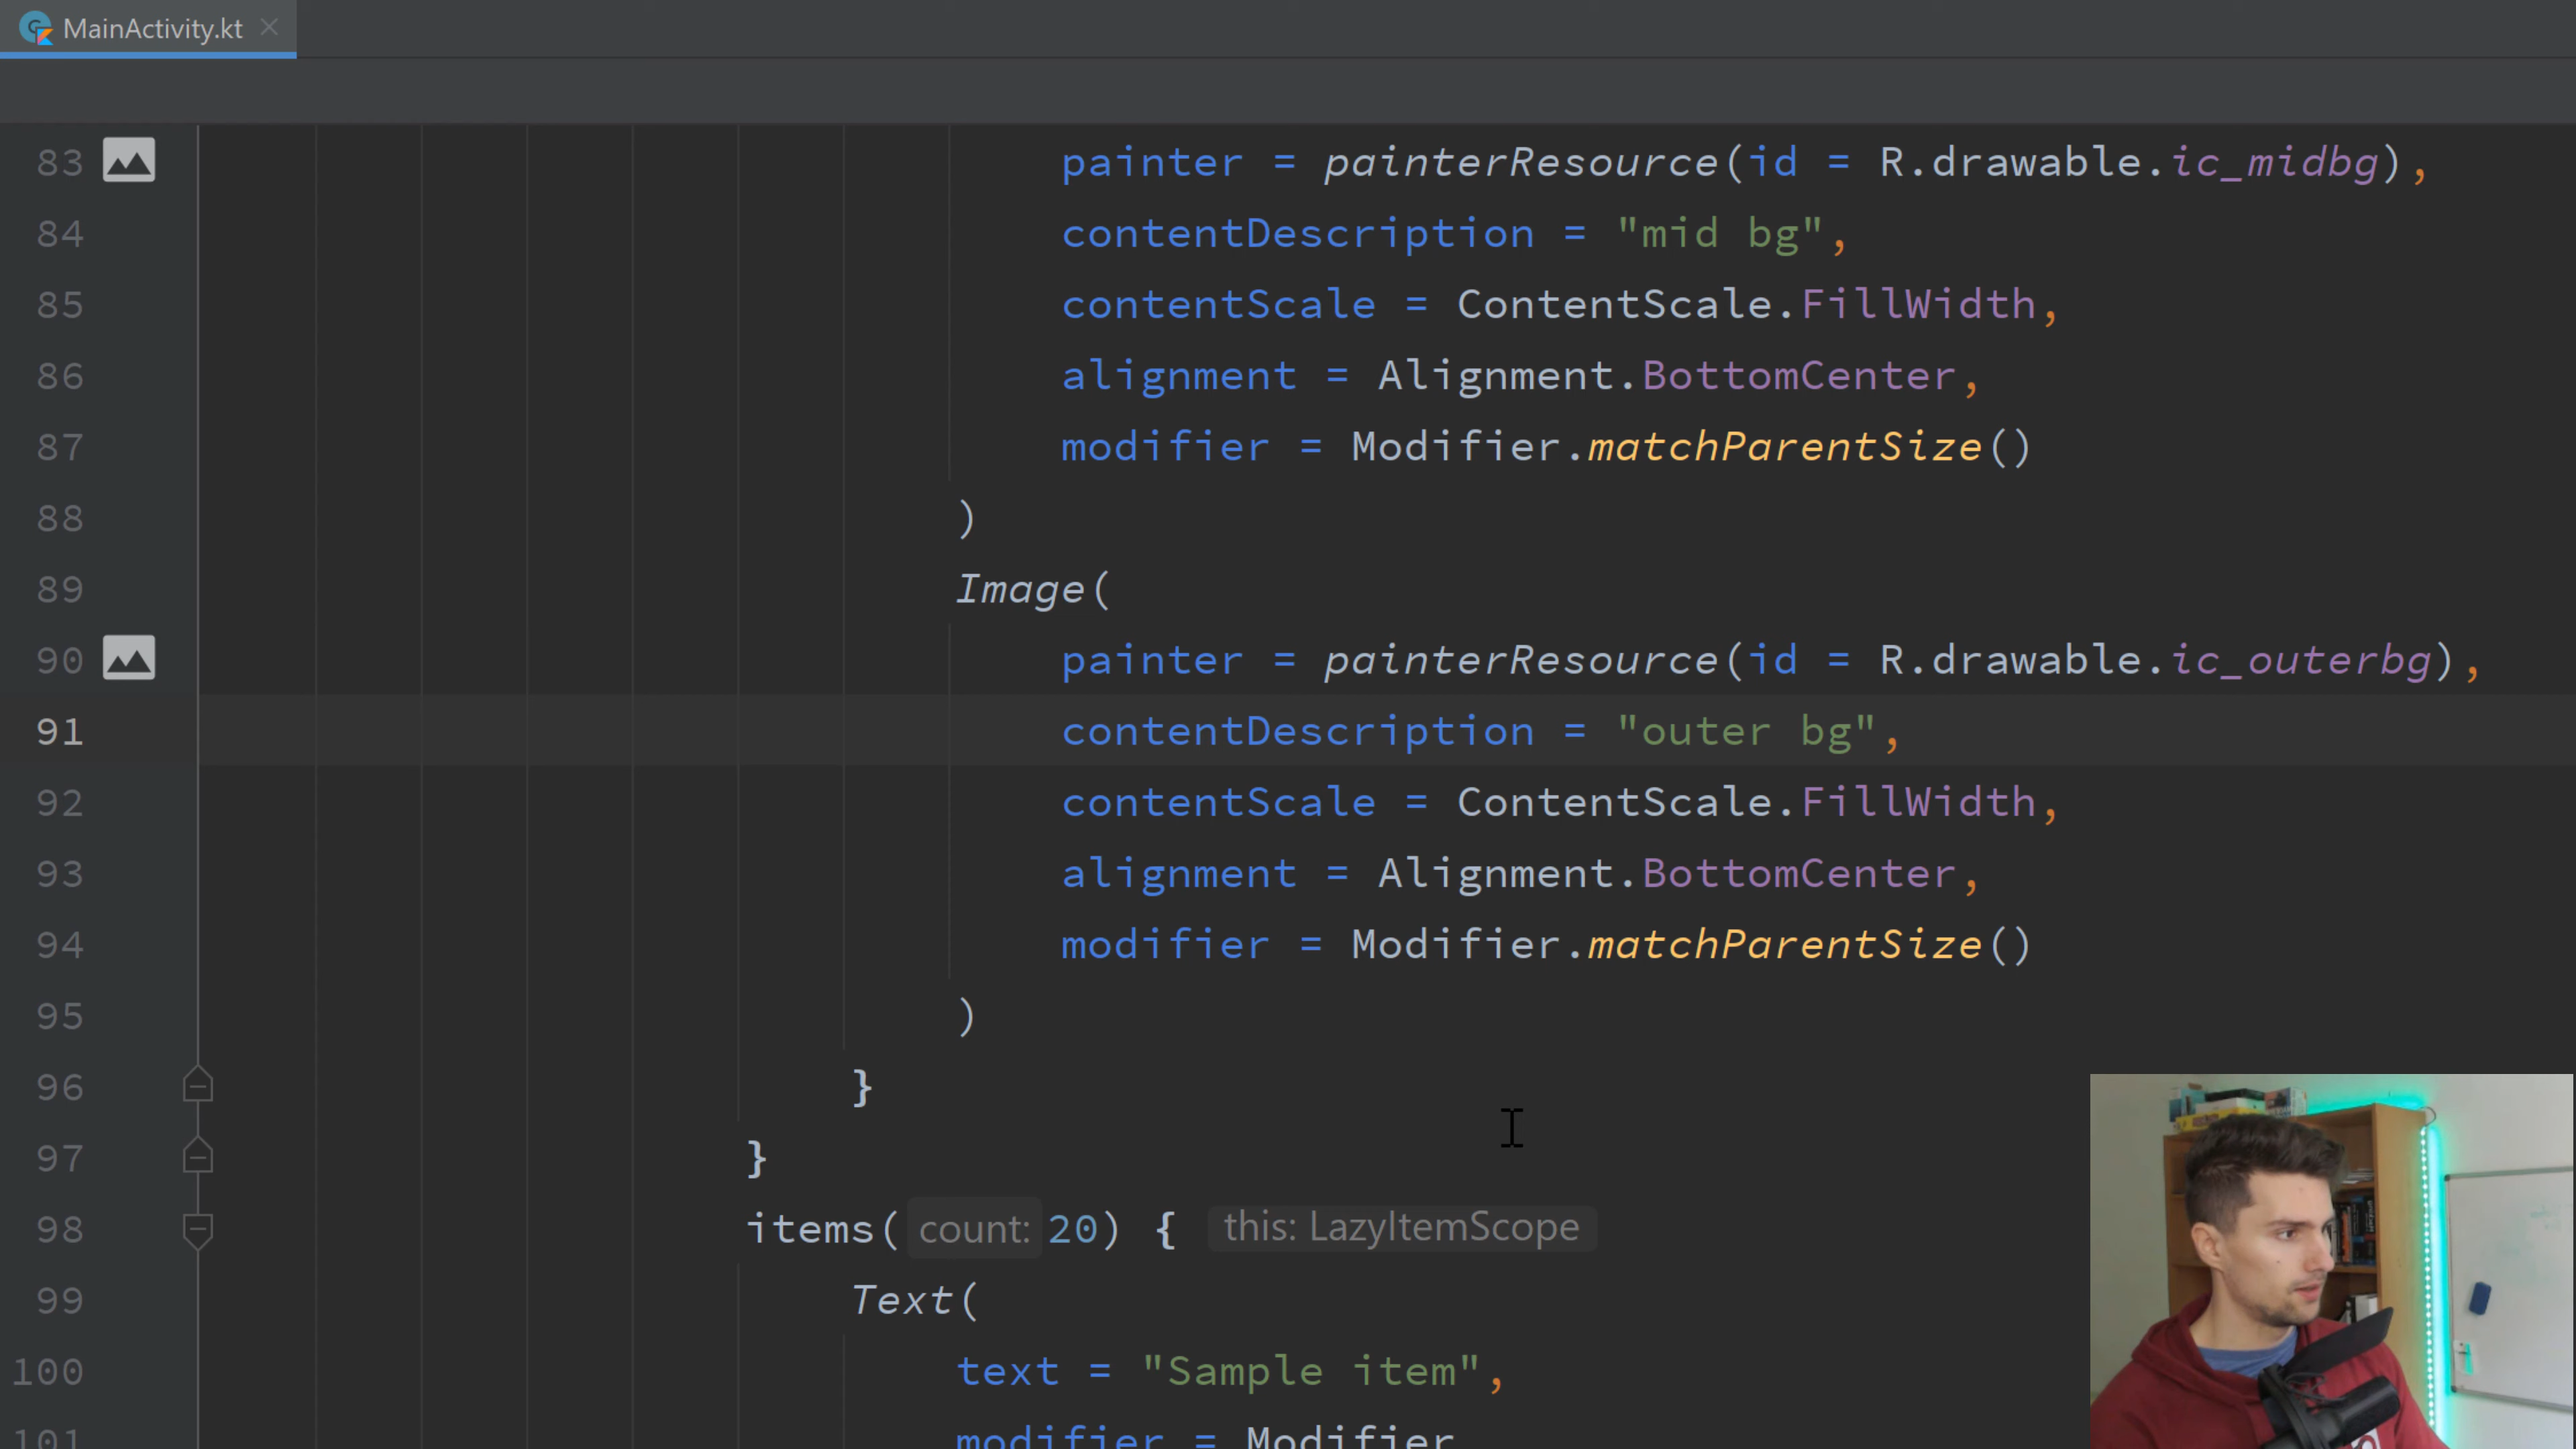 MainActivity.kt
83 painter = painterResource(id = R.drawable.ic_midbg),
84 contentDescription = "mid bg",
85 contentScale = ContentScale.FillWidth,
86 alignment = Alignment.BottomCenter,
87 modifier = Modifier.matchParentSize()
88 )
89 Image(
90 painter = painterResource(id = R.drawable.ic_outerbg),
91 contentDescription = "outer bg",
92 contentScale = ContentScale.FillWidth,
93 alignment = Alignment.BottomCenter,
94 modifier = Modifier.matchParentSize()
95 )
96 }
97 }
98 items( count: 20) { this: LazyItemScope
99 Text(
100 text = "Sample item",
101 modifier = Modifier